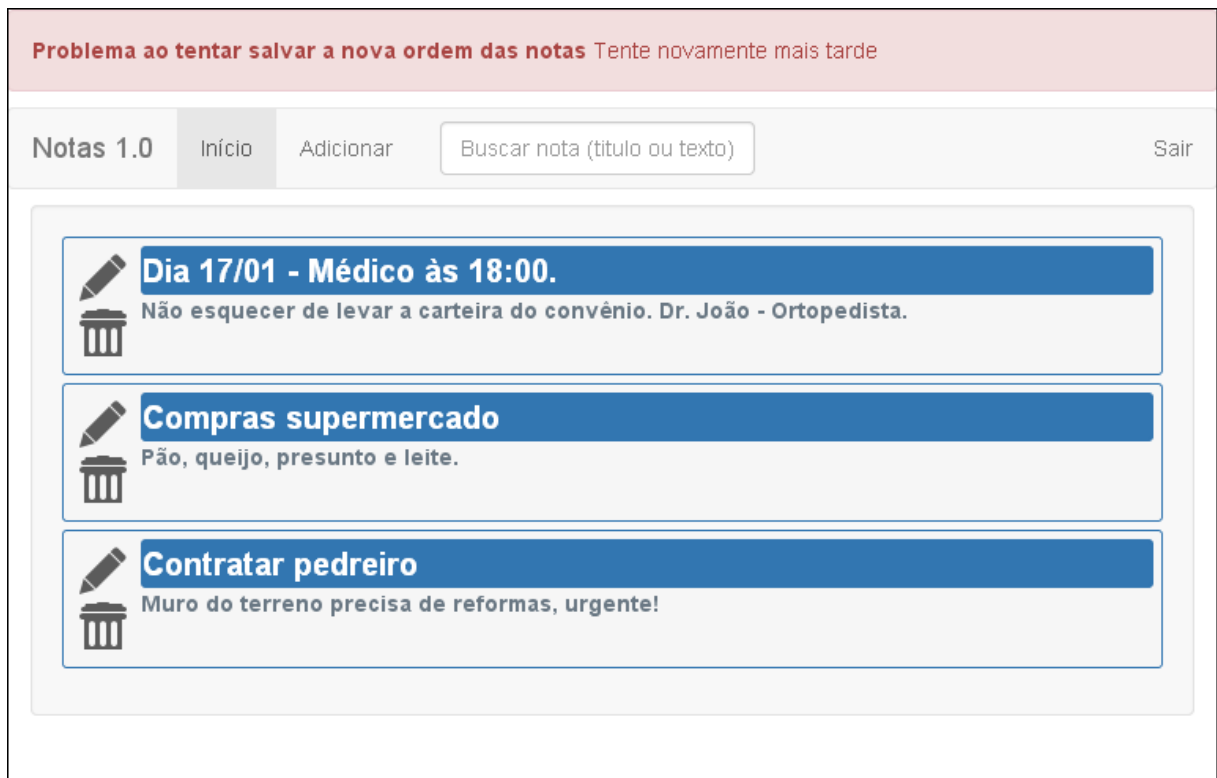 Problema ao tentar salvar a nova ordem das notas Tente novamente mais tarde
Notas 1.0 Início Adicionar Buscar nota (titulo ou texto) Sair
Dia 17/01 - Médico às 18:00.
Não esquecer de levar a carteira do convênio. Dr. João - Ortopedista.
Compras supermercado
Pão, queijo, presunto e leite.
Contratar pedreiro
Muro do terreno precisa de reformas, urgente!